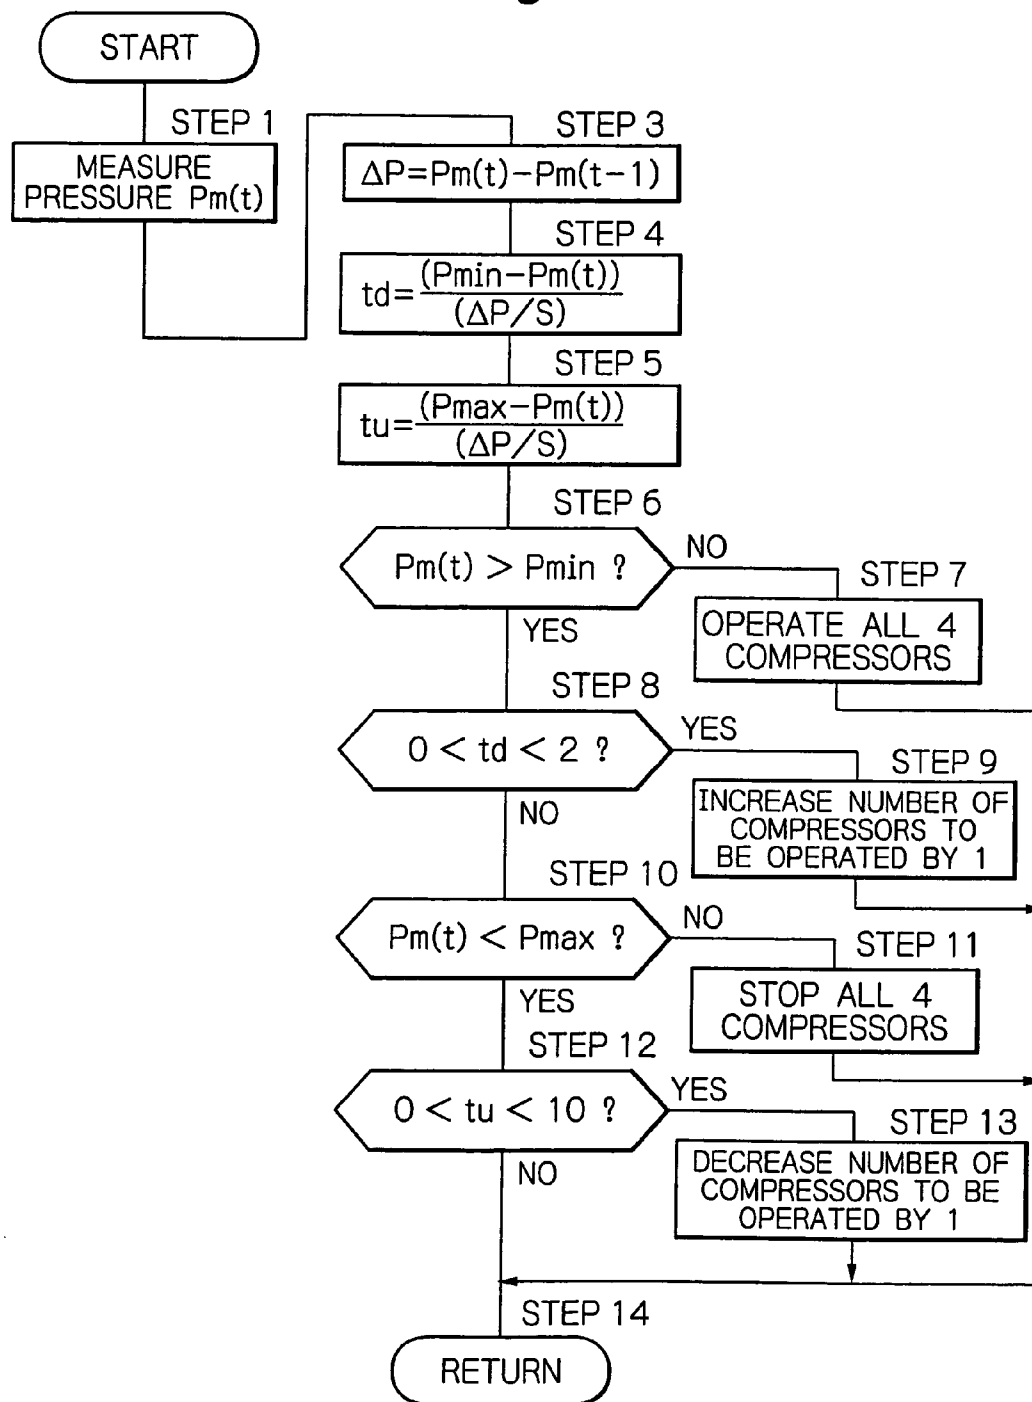 START
STEP 1
MEASURE
PRESSURE Pm(t)
STEP 3
ΔP=Pm(t)-Pm(t-1)
STEP 4
td=(Pmin-Pm(t))
(ΔP/S)
STEP 5
tu=(Pmax-Pm(t))
(ΔP/S)
STEP 6
Pm(t) > Pmin ?
NO
YES
STEP 7
OPERATE ALL 4
COMPRESSORS
STEP 8
0 < td < 2 ?
YES
NO
STEP 9
INCREASE NUMBER OF
COMPRESSORS TO
BE OPERATED BY 1
STEP 10
Pm(t) < Pmax ?
NO
YES
STEP 11
STOP ALL 4
COMPRESSORS
STEP 12
0 < tu < 10 ?
YES
NO
STEP 13
DECREASE NUMBER OF
COMPRESSORS TO BE
OPERATED BY 1
STEP 14
RETURN